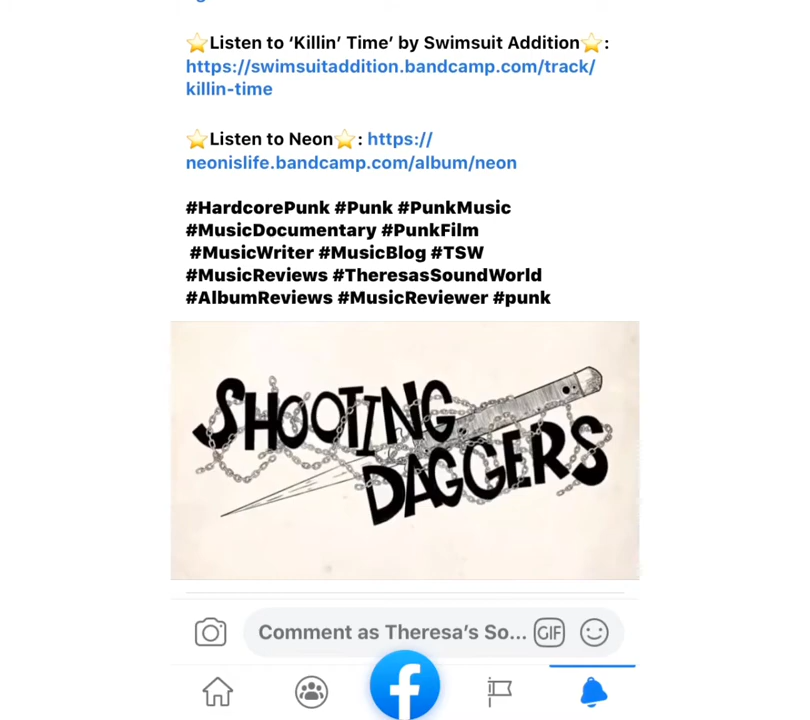 ⭐Listen to ‘Killin’ Time’ by Swimsuit Addition⭐:
https://swimsuitaddition.bandcamp.com/track/
killin-time
⭐Listen to Neon⭐: https://
neonislife.bandcamp.com/album/neon
#HardcorePunk #Punk #PunkMusic
#MusicDocumentary #PunkFilm
#MusicWriter #MusicBlog #TSW
#MusicReviews #TheresasSoundWorld
#AlbumReviews #MusicReviewer #punk
SHOOTING
DAGGERS
Comment as Theresa’s So... GIF